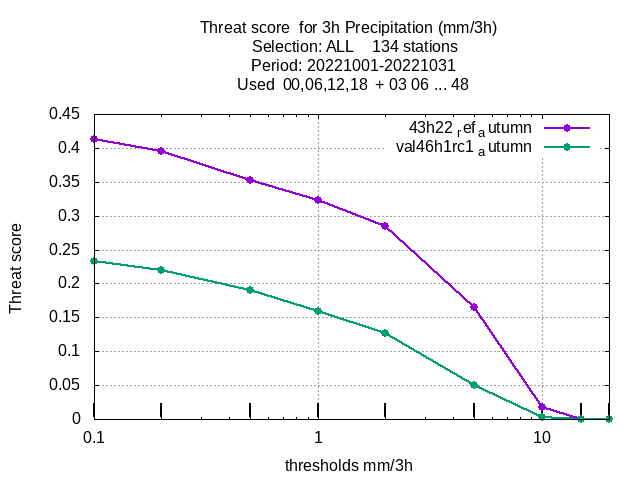 Threat score  for 3h Precipitation (mm/3h)
Selection: ALL    134 stations
Period: 20221001-20221031
Used  00,06,12,18  + 03 06 ... 48
43h22 refautumn
val46h1rc1 autumn
0.45
0.4
0.35
0.3
0.25
0.2
0.15
0.1
0.05
0
Threat score
0.1
1
10
thresholds mm/3h